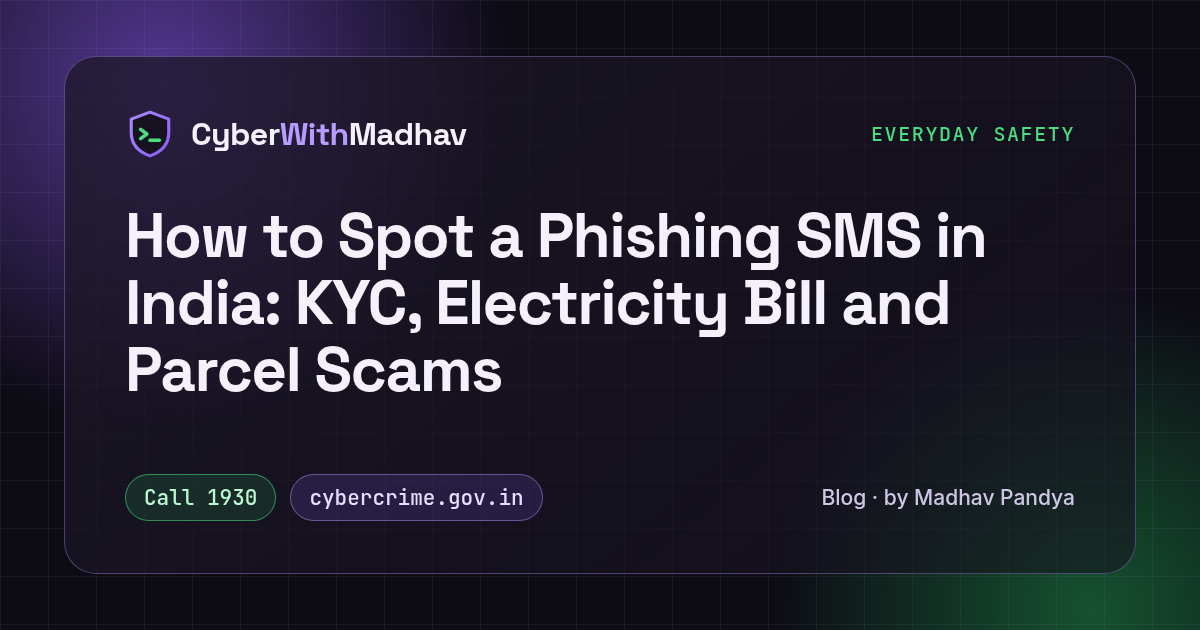 CyberWithMadhav
EVERYDAY SAFETY
How to Spot a Phishing SMS in
India: KYC, Electricity Bill and
Parcel Scams
Call 1930
cybercrime.gov.in
Blog · by Madhav Pandya